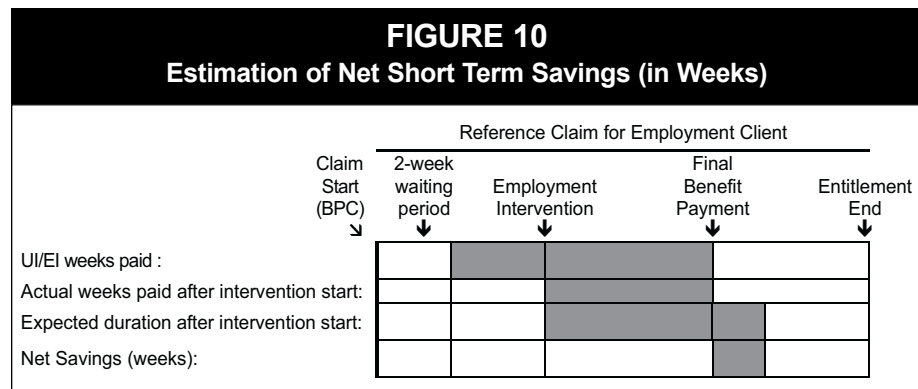 FIGURE 10
Estimation of Net Short Term Savings (in Weeks)
Reference Claim for Employment Client
Claim
Start
(BPC)
2-week
waiting
period
Employment
Intervention
Final
Benefit
Payment
Entitlement
End
UI/EI weeks paid :
Actual weeks paid after intervention start:
Expected duration after intervention start:
Net Savings (weeks):